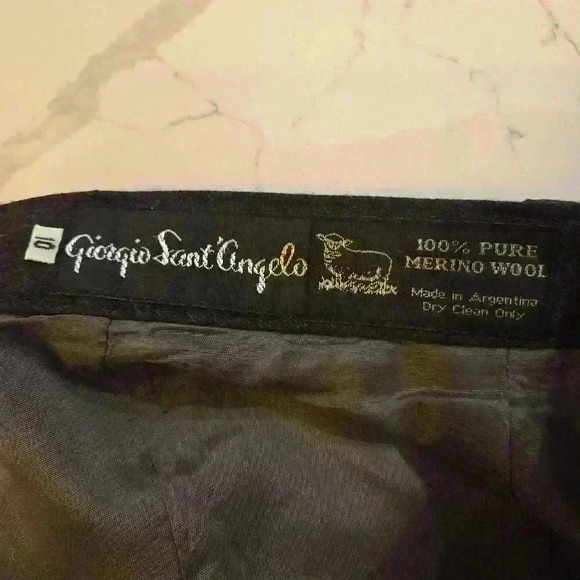 10
Giorgio Sant'Angelo
100% PURE
MERINO WOOL
Made in Argentina
Dry Clean Only